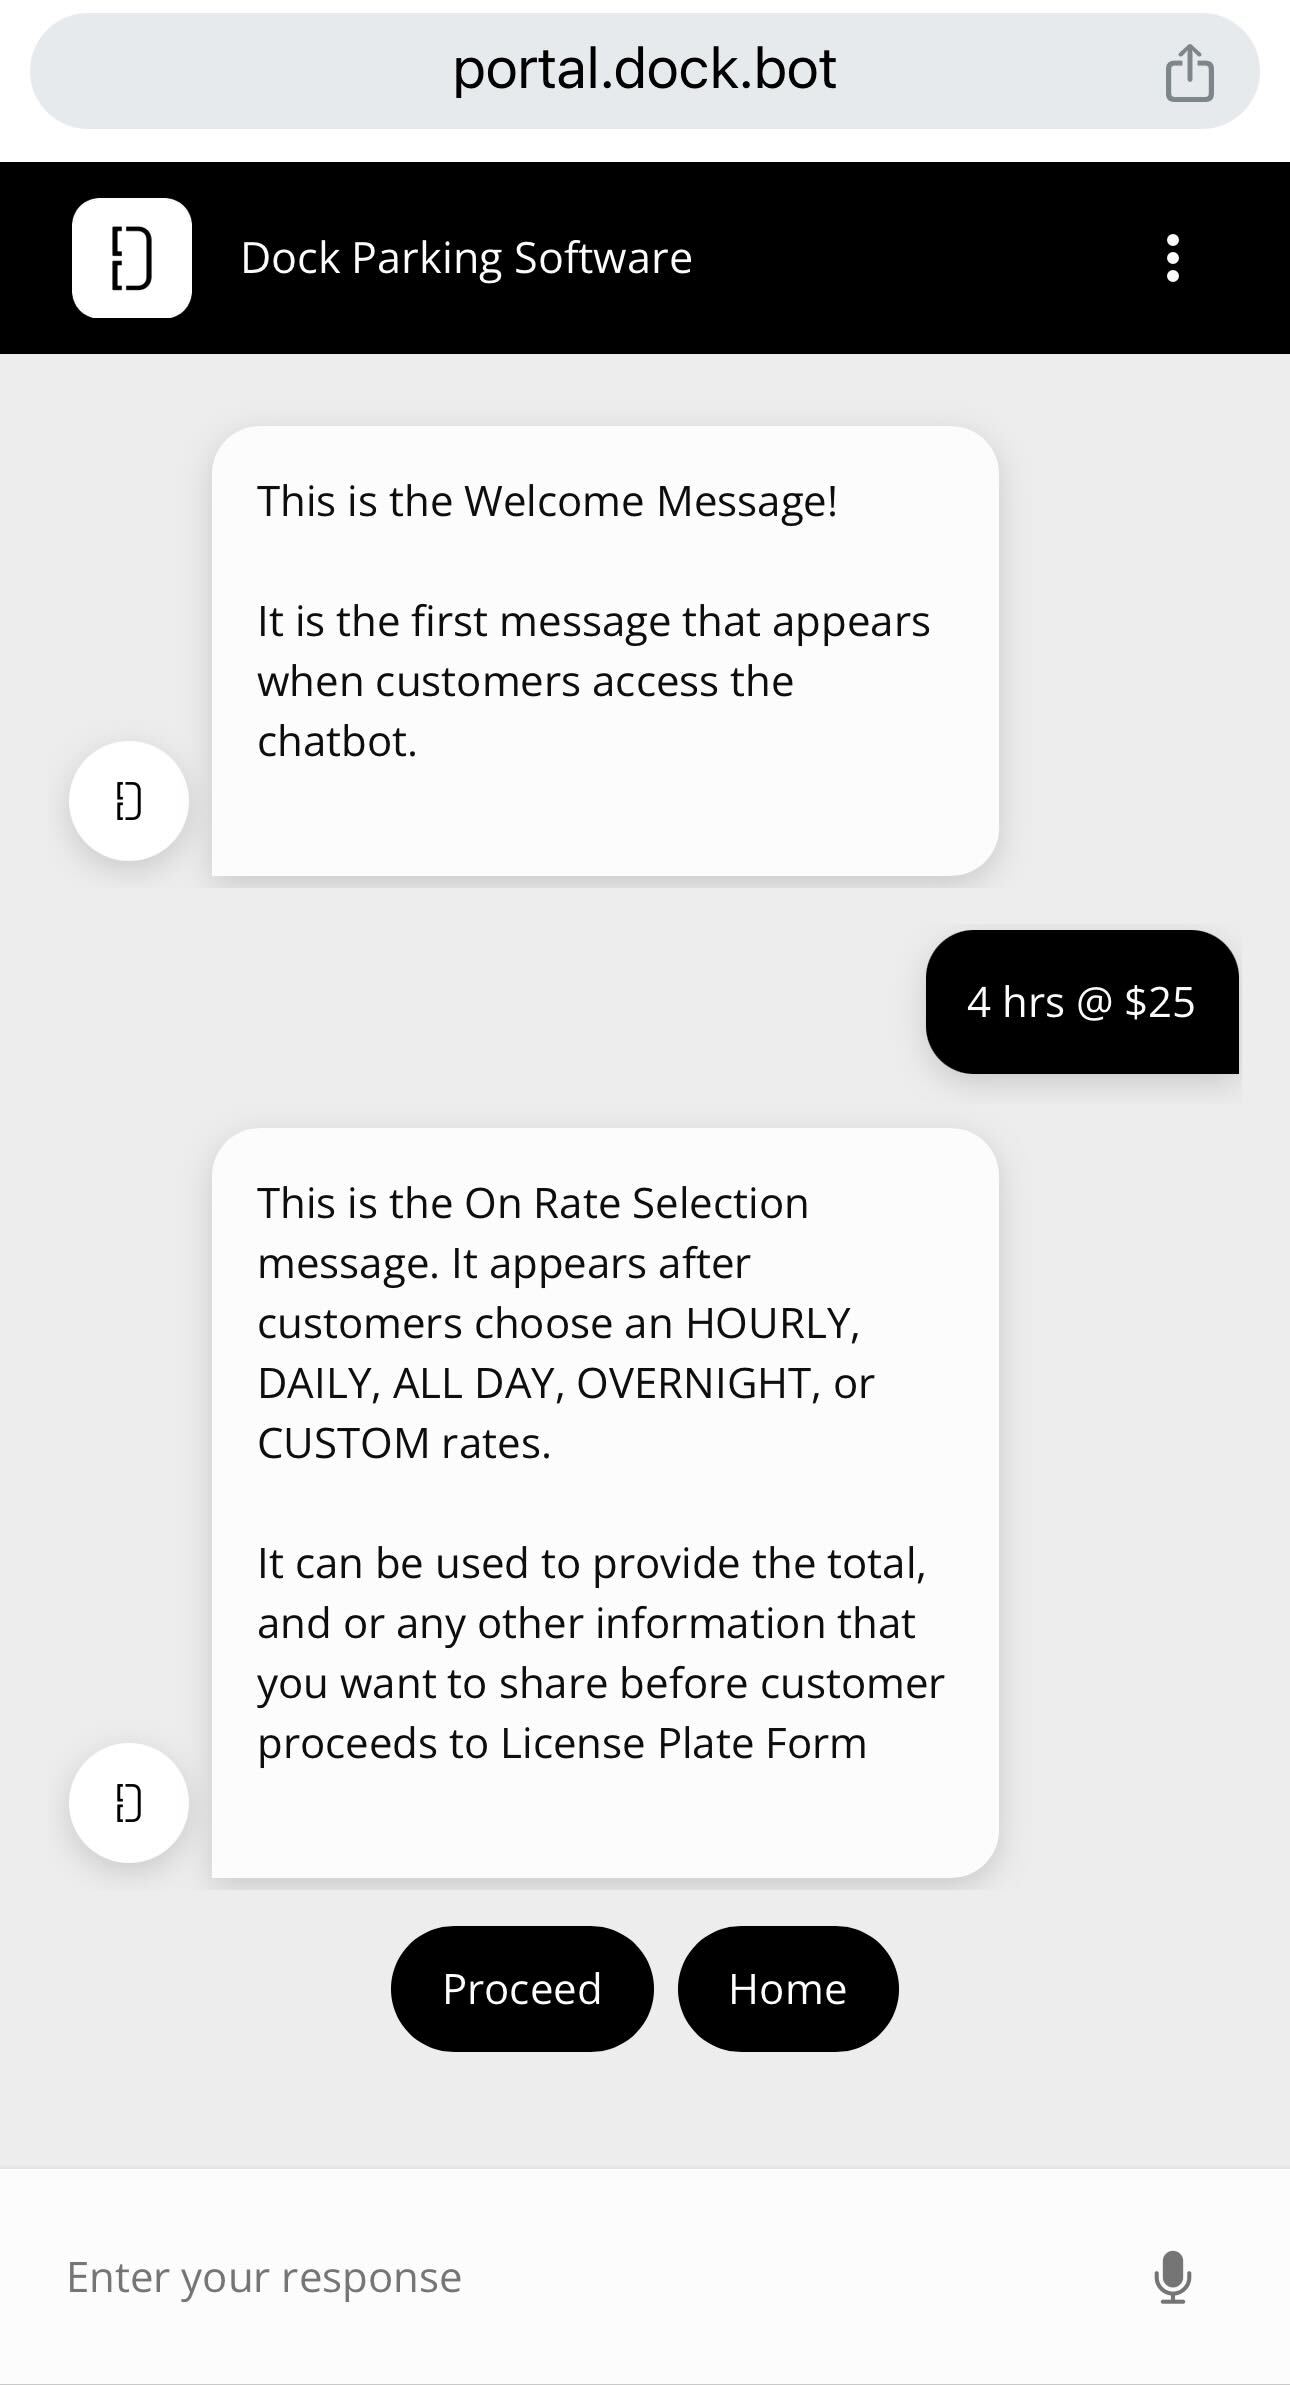 portal.dock.bot
Dock Parking Software
This is the Welcome Message!
It is the first message that appears
when customers access the
chatbot.
4 hrs @ $25
This is the On Rate Selection
message. It appears after
customers choose an HOURLY,
DAILY, ALL DAY, OVERNIGHT, or
CUSTOM rates.
It can be used to provide the total,
and or any other information that
you want to share before customer
proceeds to License Plate Form
Proceed
Home
Enter your response